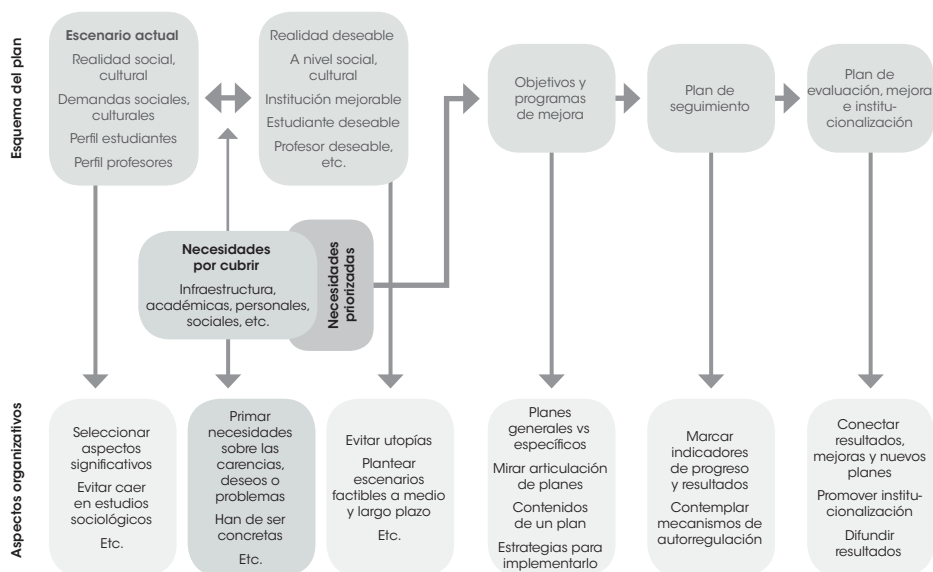 Esquema del plan
Escenario actual
Realidad social,
cultural
Demandas sociales,
culturales
Perfil estudiantes
Perfil profesores
Realidad deseable
A nivel social,
cultural
Institución mejorable
Estudiante deseable
Profesor deseable,
etc.
Objetivos y
programas
de mejora
Plan de
seguimiento
Plan de
evaluación, mejora
e institu-
cionalización
Necesidades
por cubrir
Infraestructura,
académicas, personales,
sociales, etc.
Necesidades
priorizadas
Aspectos organizativos
Seleccionar
aspectos
significativos
Evitar caer
en estudios
sociológicos
Etc.
Primar
necesidades
sobre las
carencias,
deseos o
problemas
Han de ser
concretas
Etc.
Evitar utopías
Plantear
escenarios
factibles a medio
y largo plazo
Etc.
Planes
generales vs
específicos
Mirar articulación
de planes
Contenidos
de un plan
Estrategias para
implementarlo
Marcar
indicadores
de progreso
y resultados
Contemplar
mecanismos de
autorregulación
Conectar
resultados,
mejoras y nuevos
planes
Promover institu-
cionalización
Difundir
resultados